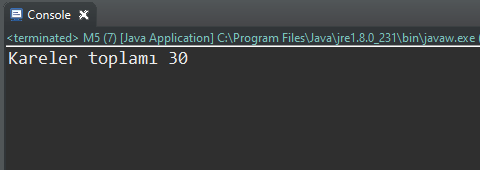 Console
<terminated> M5 (7) [Java Application] C:\Program Files\Java\jre1.8.0_231\bin\javaw.exe (
Kareler toplamı 30